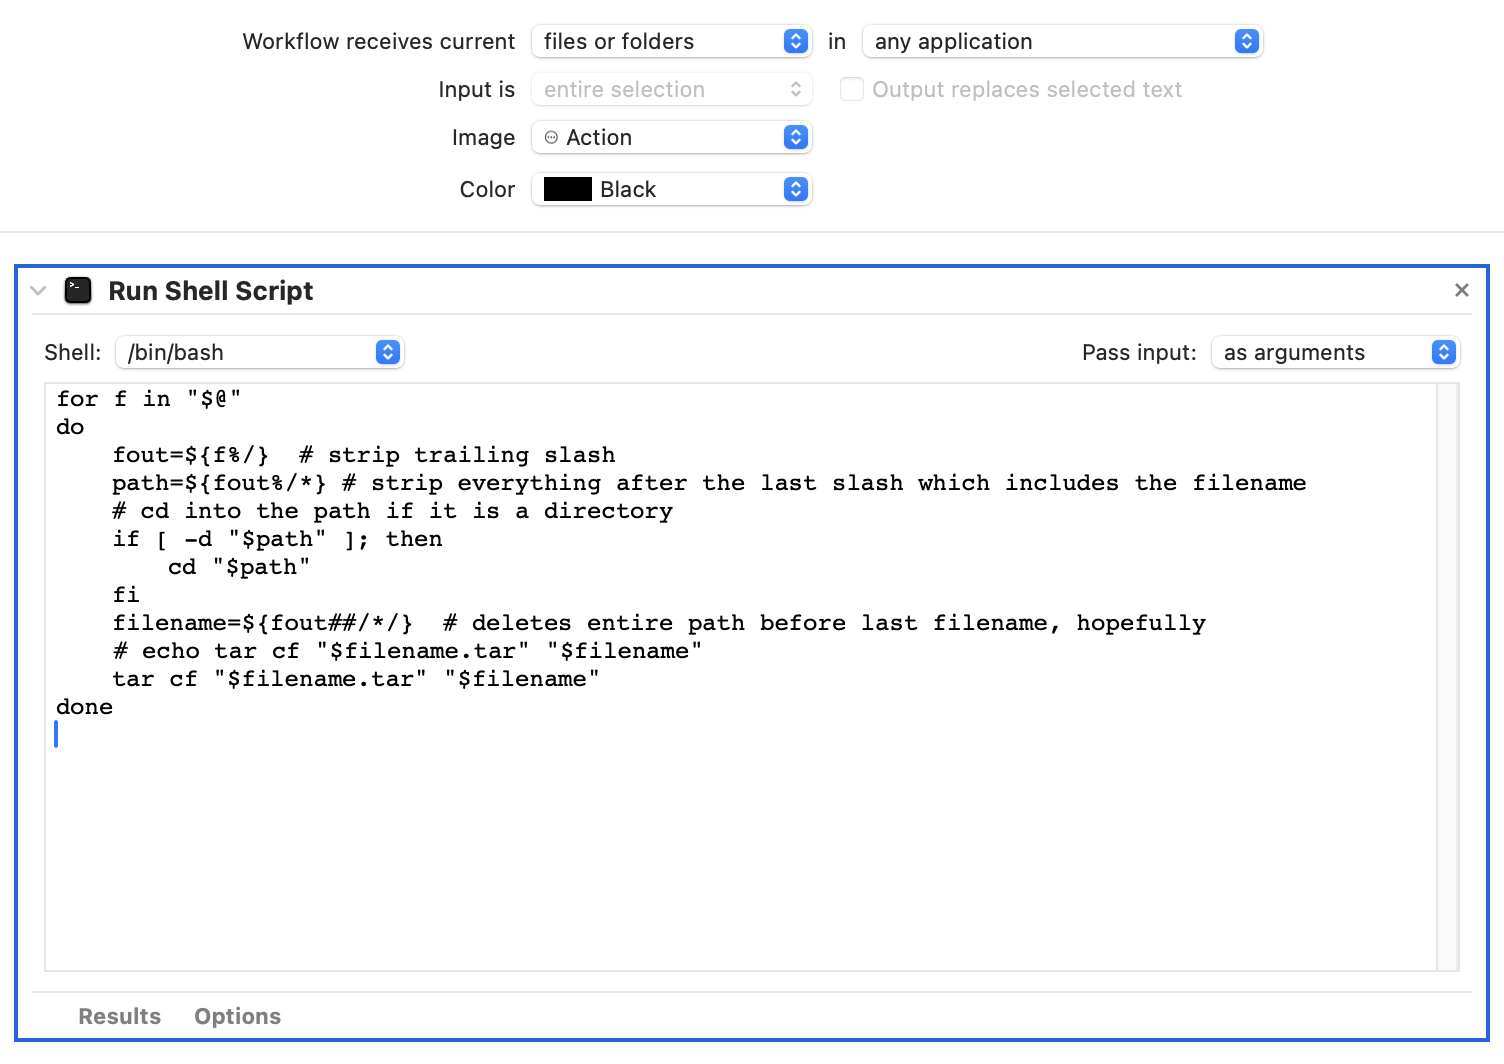 Workflow receives current files or folders in any application
Input is entire selection Output replaces selected text
Image Action
Color Black
Run Shell Script
Shell: /bin/bash Pass input: as arguments
for f in "$@"
do
    fout=${f%/}  # strip trailing slash
    path=${fout%/*} # strip everything after the last slash which includes the filename
    # cd into the path if it is a directory
    if [ -d "$path" ]; then
        cd "$path"
    fi
    filename=${fout##/*/}  # deletes entire path before last filename, hopefully
    # echo tar cf "$filename.tar" "$filename"
    tar cf "$filename.tar" "$filename"
done
Results Options